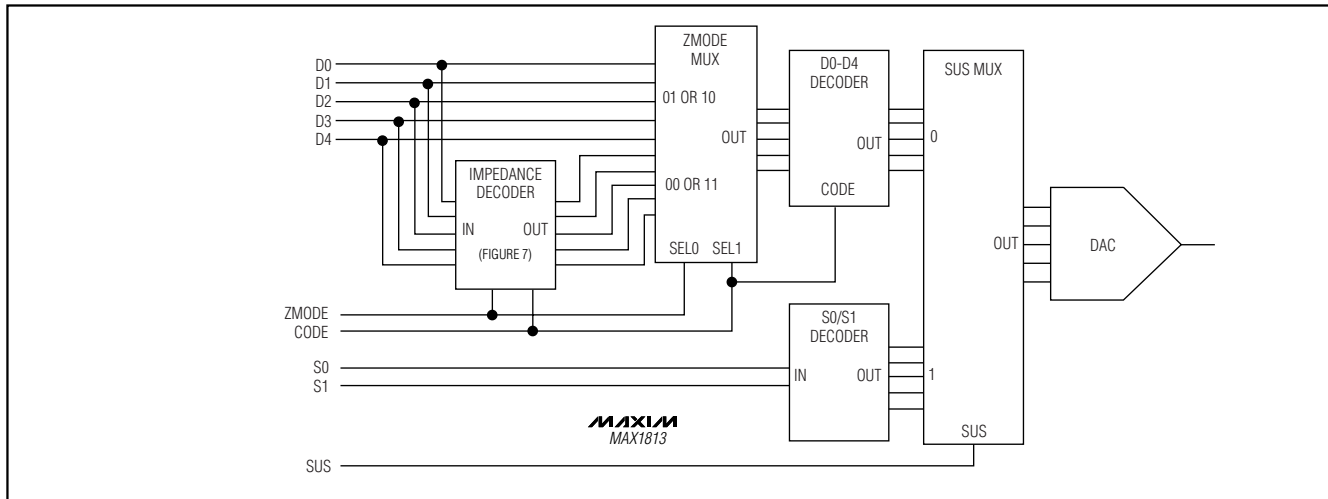 D0
D1
D2
D3
D4
ZMODE
MUX
01 OR 10
OUT
00 OR 11
SEL0 SEL1
IMPEDANCE
DECODER
IN OUT
(FIGURE 7)
D0-D4
DECODER
OUT
CODE
SUS MUX
0
OUT
1
SUS
DAC
ZMODE
CODE
S0/S1
DECODER
IN OUT
S0
S1
MAXIM
MAX1813
SUS